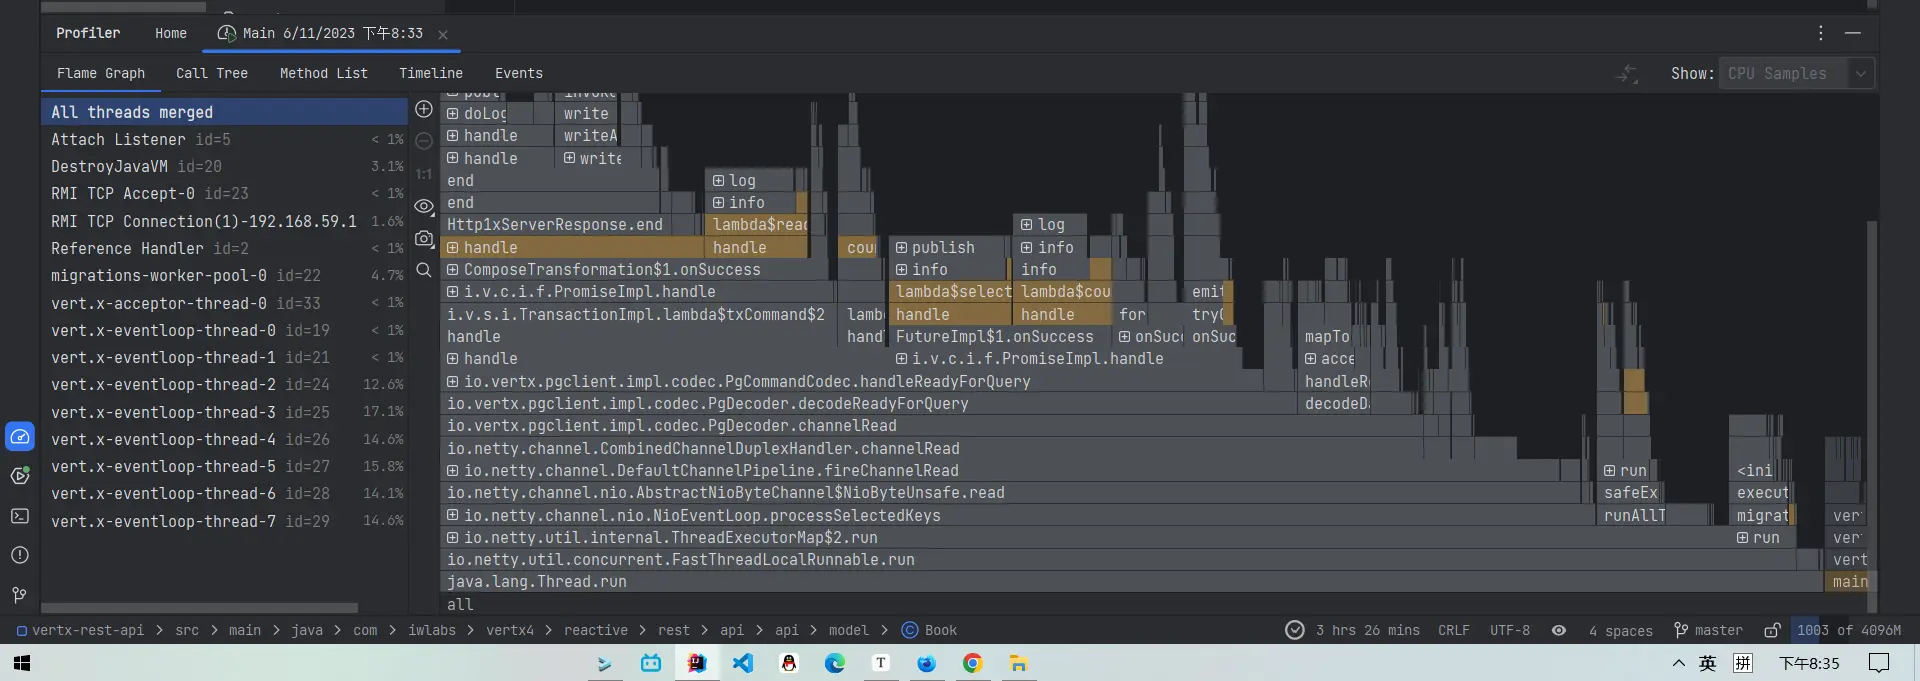 Profiler Home Main 6/11/2023 下午8:33
Flame Graph Call Tree Method List Timeline Events Show: CPU Samples
All threads merged
Attach Listener id=5 < 1%
DestroyJavaVM id=20 3.1%
RMI TCP Accept-0 id=23 < 1%
RMI TCP Connection(1)-192.168.59.1 1.6%
Reference Handler id=2 < 1%
migrations-worker-pool-0 id=22 4.7%
vert.x-acceptor-thread-0 id=33 < 1%
vert.x-eventloop-thread-0 id=19 < 1%
vert.x-eventloop-thread-1 id=21 < 1%
vert.x-eventloop-thread-2 id=24 12.6%
vert.x-eventloop-thread-3 id=25 17.1%
vert.x-eventloop-thread-4 id=26 14.6%
vert.x-eventloop-thread-5 id=27 15.8%
vert.x-eventloop-thread-6 id=28 14.1%
vert.x-eventloop-thread-7 id=29 14.6%
1:1
doLog write
handle writeA
handle write
end log
end info
Http1xServerResponse.end lambda$read log
handle handle cou publish info
ComposeTransformation$1.onSuccess info info
i.v.c.i.f.PromiseImpl.handle lambda$select lambda$cou emit
i.v.s.i.TransactionImpl.lambda$txCommand$2 lamb handle handle for try
handle hand FutureImpl$1.onSuccess onSuc onSuc mapTo
handle i.v.c.i.f.PromiseImpl.handle acce
io.vertx.pgclient.impl.codec.PgCommandCodec.handleReadyForQuery handleR
io.vertx.pgclient.impl.codec.PgDecoder.decodeReadyForQuery decodeD
io.vertx.pgclient.impl.codec.PgDecoder.channelRead
io.netty.channel.CombinedChannelDuplexHandler.channelRead
io.netty.channel.DefaultChannelPipeline.fireChannelRead run <ini
io.netty.channel.nio.AbstractNioByteChannel$NioByteUnsafe.read safeEx execut
io.netty.channel.nio.NioEventLoop.processSelectedKeys runAllT migrat ver
io.netty.util.internal.ThreadExecutorMap$2.run run ver
io.netty.util.concurrent.FastThreadLocalRunnable.run vert
java.lang.Thread.run main
all
vertx-rest-api > src > main > java > com > iwlabs > vertx4 > reactive > rest > api > api > model > Book 3 hrs 26 mins CRLF UTF-8 4 spaces master 1003 of 4096M
英 拼 下午8:35